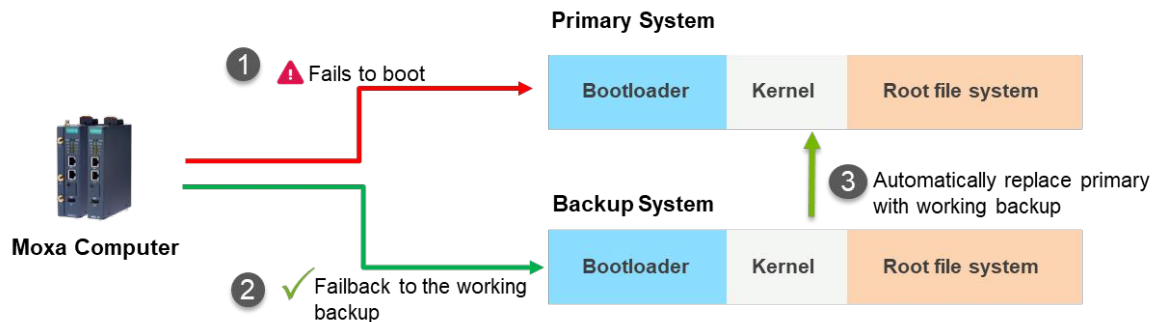 Primary System
1
Fails to boot
Bootloader
Kernel
Root file system
Moxa Computer
3
Automatically replace primary
with working backup
Backup System
Bootloader
Kernel
Root file system
2
Failback to the working
backup